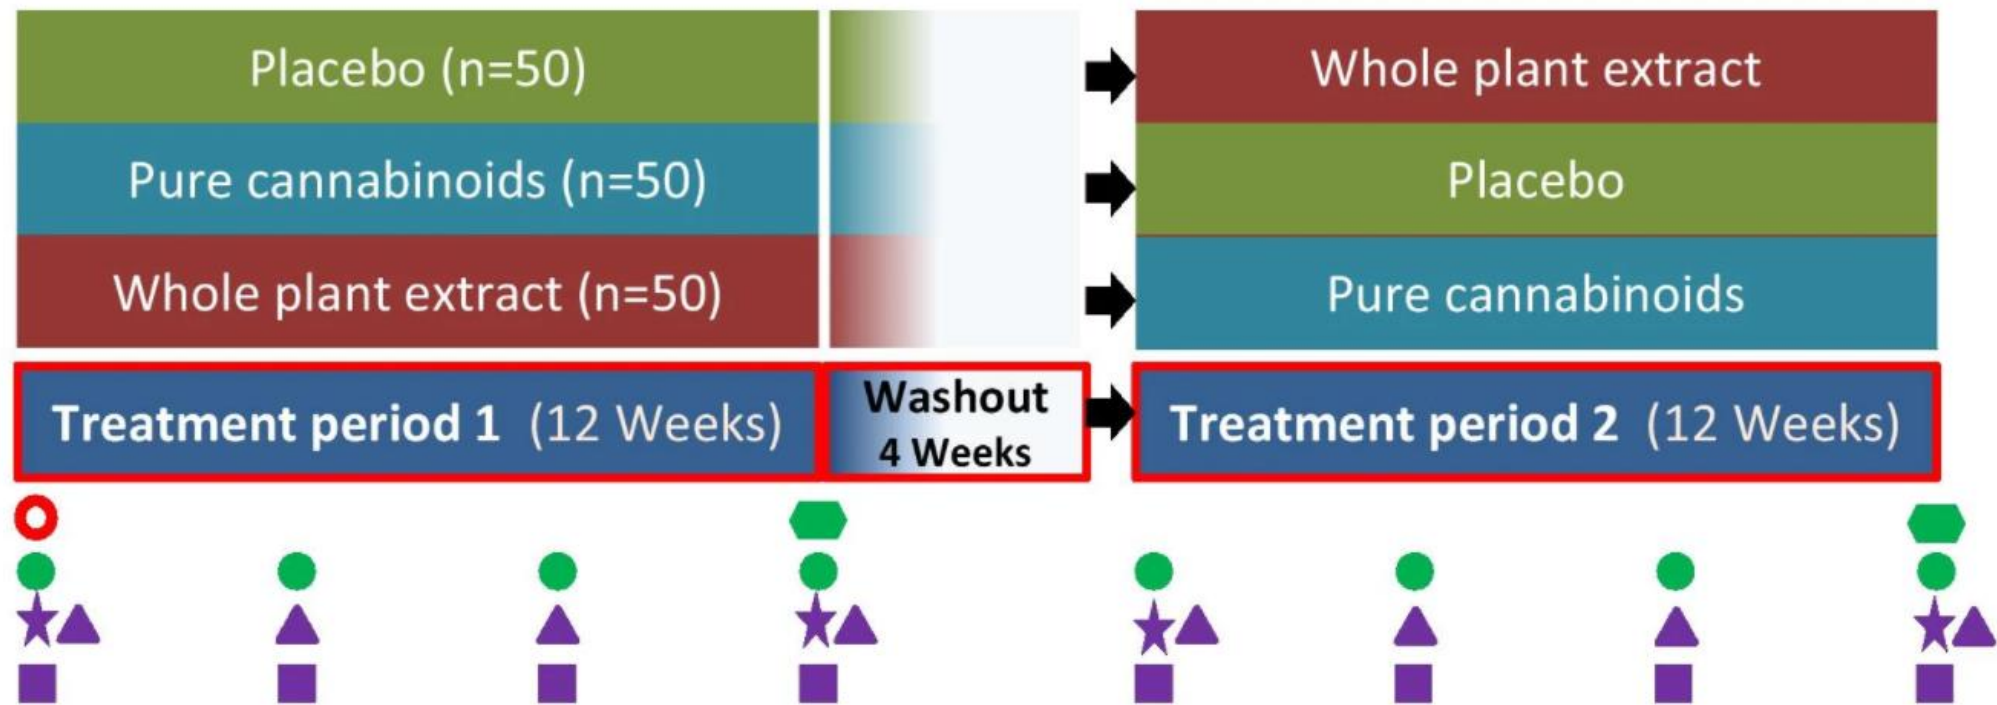 Placebo (n=50)
Whole plant extract
Pure cannabinoids (n=50)
Placebo
Whole plant extract (n=50)
Pure cannabinoids
Treatment period 1 (12 Weeks)
Washout
4 Weeks
Treatment period 2 (12 Weeks)